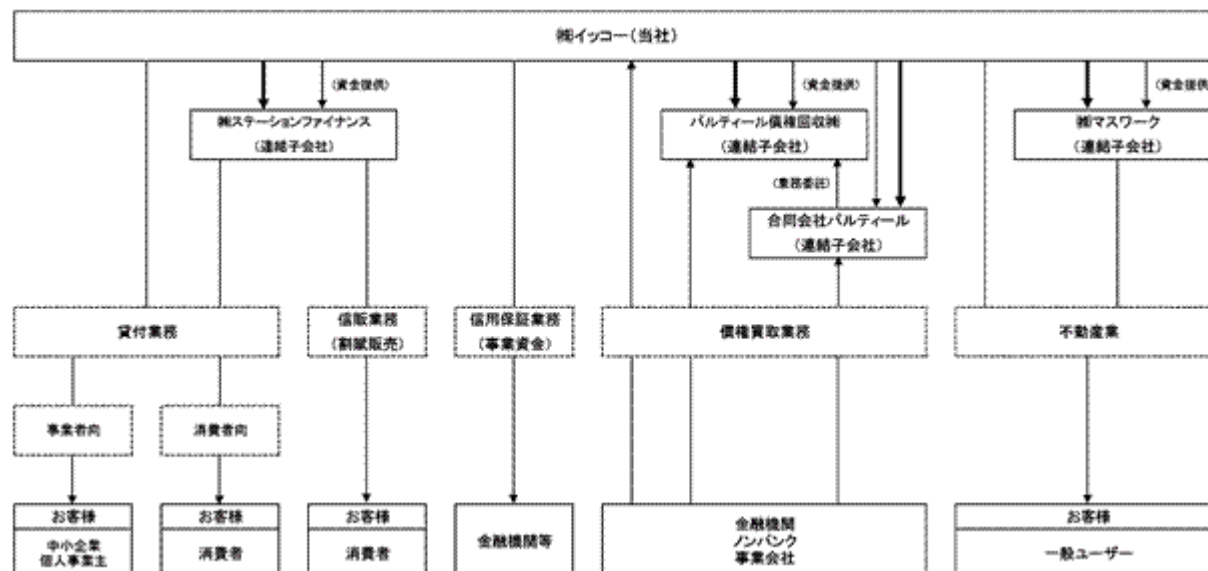 ㈱イッコー(当社)
(資金提供)
(資金提供)
(資金提供)
㈱ステーションファイナンス
(連結子会社)
パルティール債権回収㈱
(連結子会社)
㈱マスワーク
(連結子会社)
(業務委託)
合同会社パルティール
(連結子会社)
貸付業務
信販業務
(割賦販売)
信用保証業務
(事業資金)
債権買取業務
不動産業
事業者向
消費者向
お客様
中小企業
個人事業主
お客様
消費者
お客様
消費者
金融機関等
金融機関
ノンバンク
事業会社
お客様
一般ユーザー